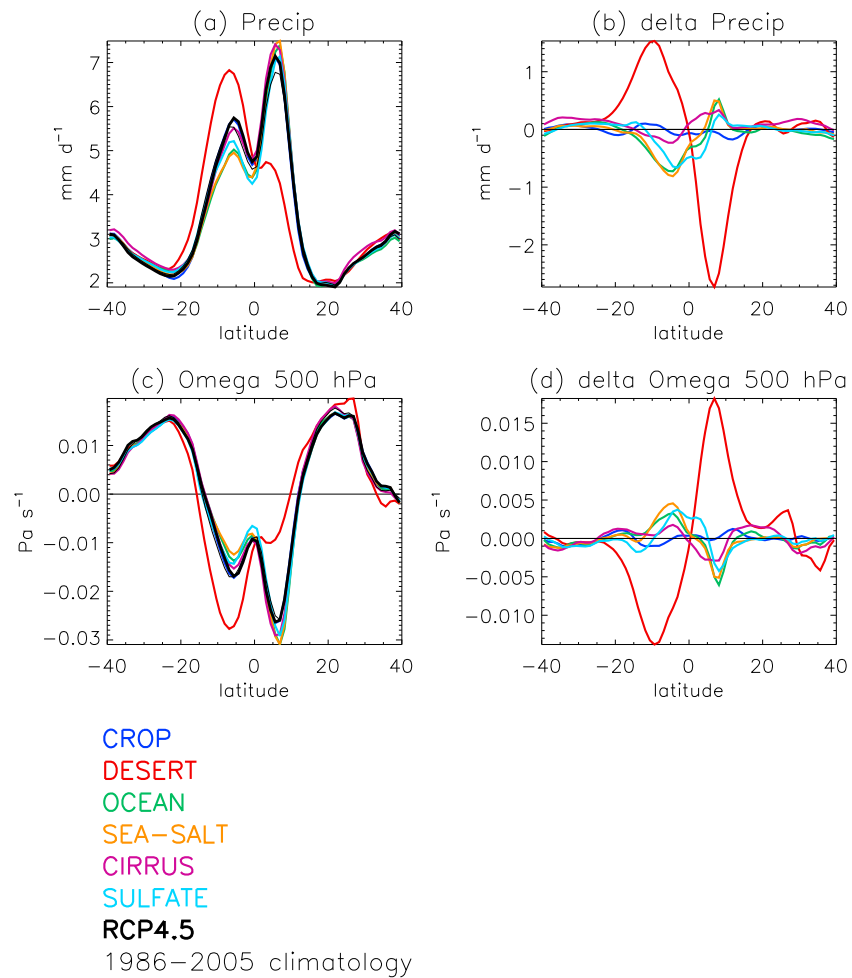 (a) Precip
7
6
5
4
3
2
mm d⁻¹
−40 −20 0 20 40
latitude
(b) delta Precip
1
0
−1
−2
mm d⁻¹
−40 −20 0 20 40
latitude
(c) Omega 500 hPa
0.01
0.00
−0.01
−0.02
−0.03
Pa s⁻¹
−40 −20 0 20 40
latitude
(d) delta Omega 500 hPa
0.015
0.010
0.005
0.000
−0.005
−0.010
Pa s⁻¹
−40 −20 0 20 40
latitude
CROP
DESERT
OCEAN
SEA−SALT
CIRRUS
SULFATE
RCP4.5
1986−2005 climatology